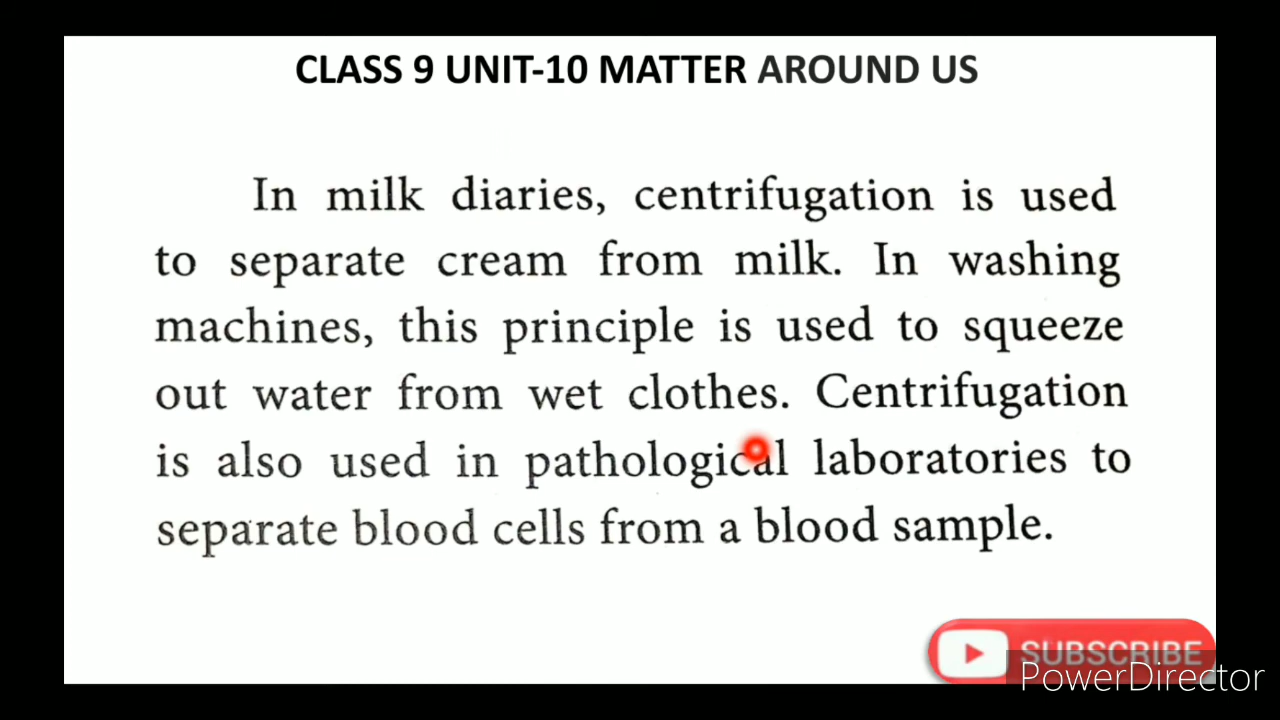 CLASS 9 UNIT-10 MATTER AROUND US
In milk diaries, centrifugation is used
to separate cream from milk. In washing
machines, this principle is used to squeeze
out water from wet clothes. Centrifugation
is also used in pathological laboratories to
separate blood cells from a blood sample.
SUBSCRIBE
PowerDirector